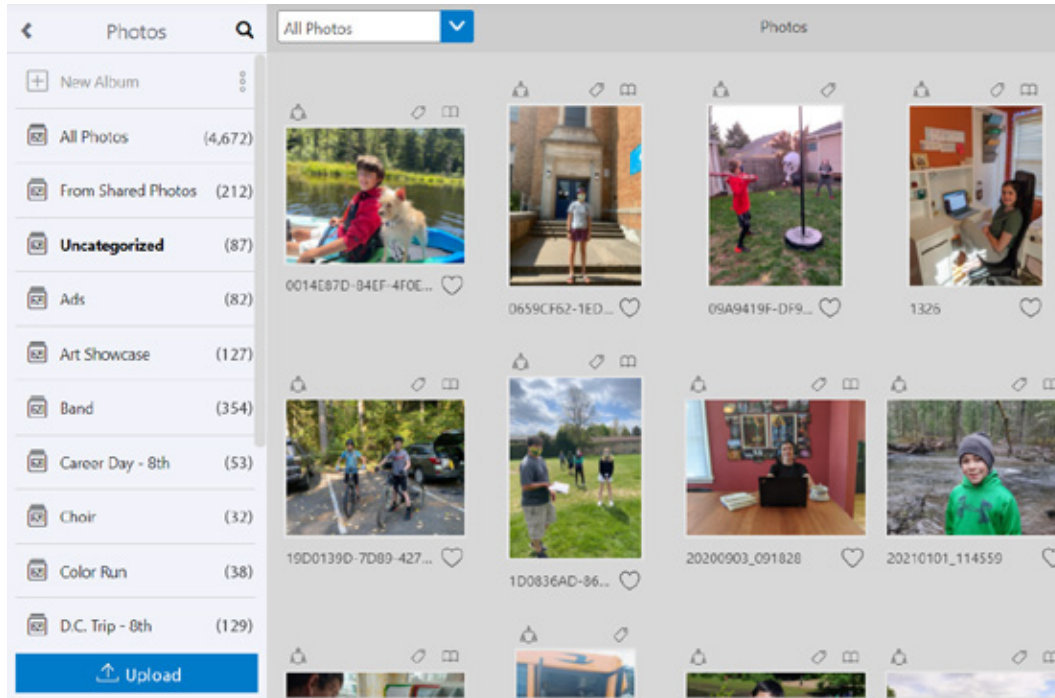 Photos
All Photos
Photos
New Album
All Photos (4,672)
From Shared Photos (212)
Uncategorized (87)
Ads (82)
Art Showcase (127)
Band (354)
Career Day - 8th (53)
Choir (32)
Color Run (38)
D.C. Trip - 8th (129)
Upload
0014E87D-84EF-4F0E...
0659CF62-1ED...
09A9419F-DF9...
1326
19D0139D-7D89-427...
1D0836AD-86...
20200903_091828
20210101_114559